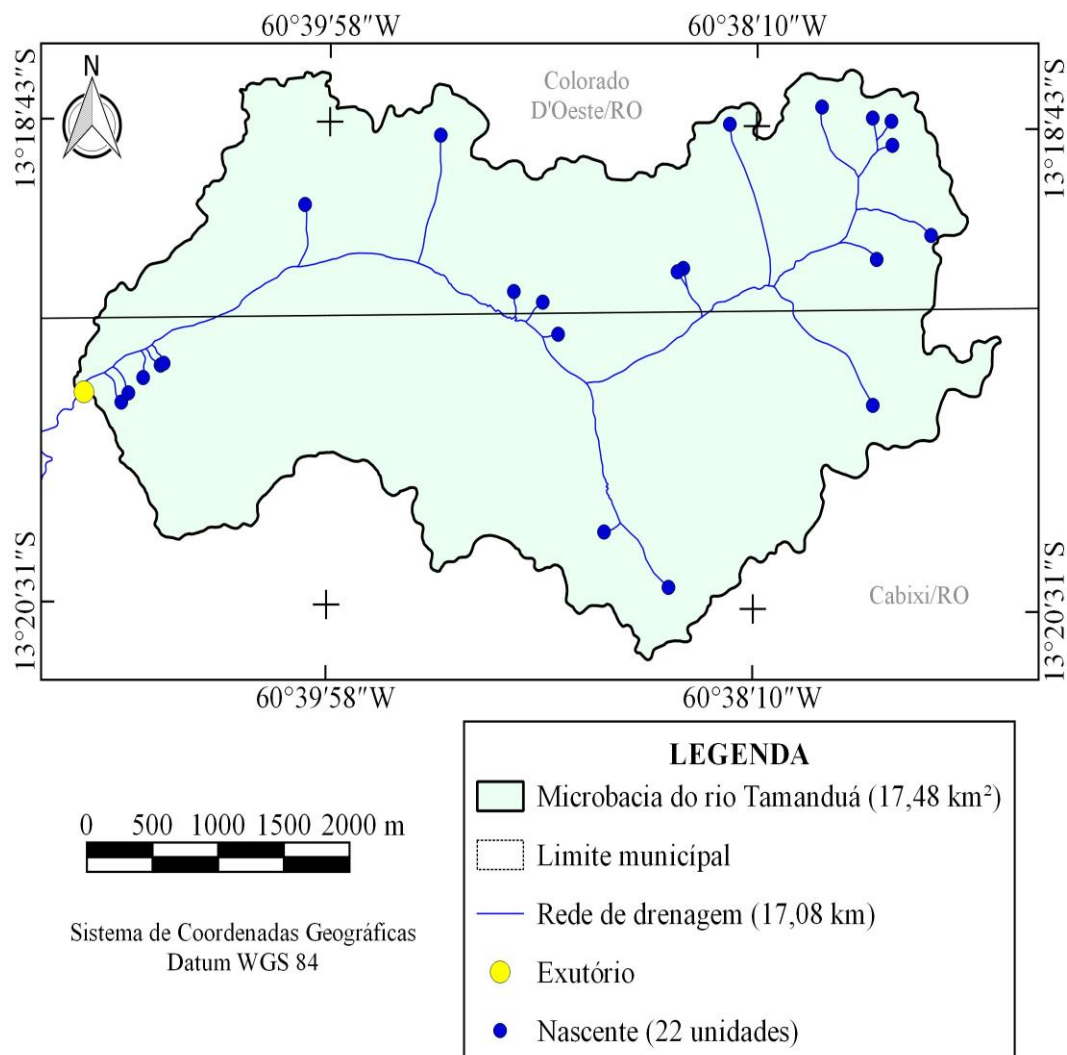 60°39'58"W
60°38'10"W
N
Colorado
D'Oeste/RO
13°18'43"S
13°18'43"S
13°20'31"S
13°20'31"S
Cabixi/RO
60°39'58"W
60°38'10"W
LEGENDA
Microbacia do rio Tamanduá (17,48 km²)
Limite municípal
Rede de drenagem (17,08 km)
Exutório
Nascente (22 unidades)
0 500 1000 1500 2000 m
Sistema de Coordenadas Geográficas
Datum WGS 84